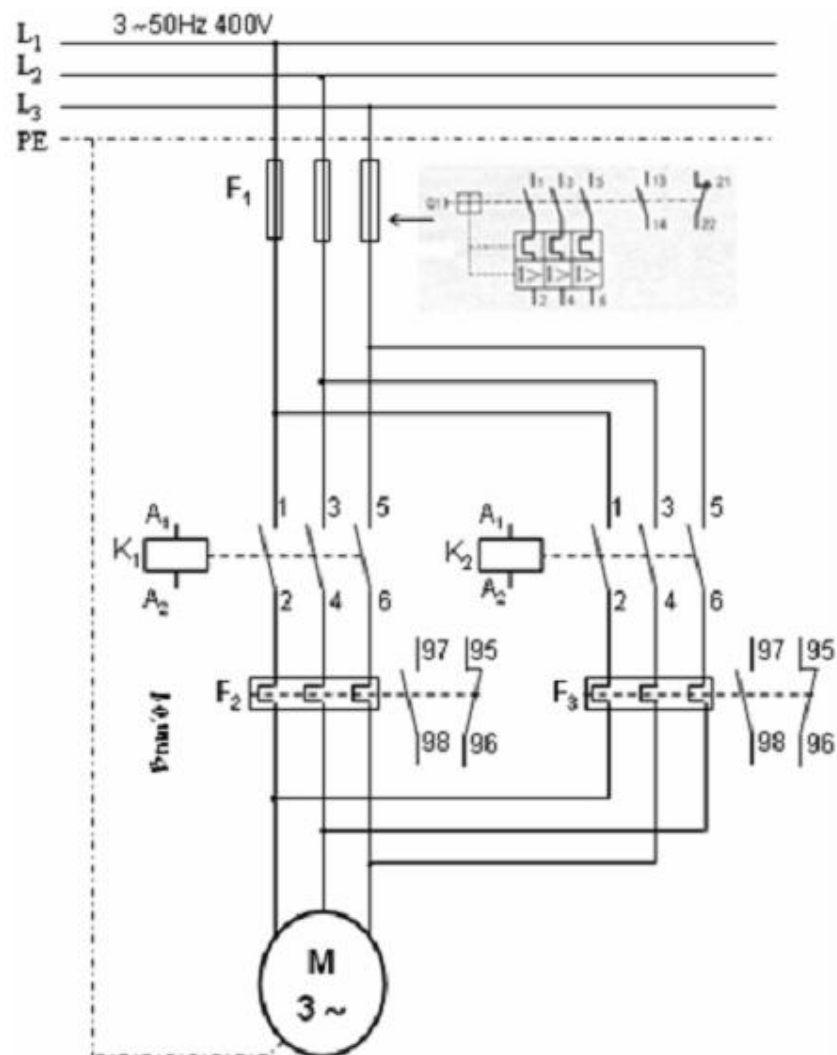 3 ~50Hz 400V
L₁
L₂
L₃
PE
F₁
Q1
1 3 5 13 21
14 22
I> I> I>
2 4 6
1 3 5
A₁
K₁
A₂
2 4 6
1 3 5
A₁
K₂
A₂
2 4 6
F₂
97 95
98 96
F₃
97 95
98 96
M
3 ~